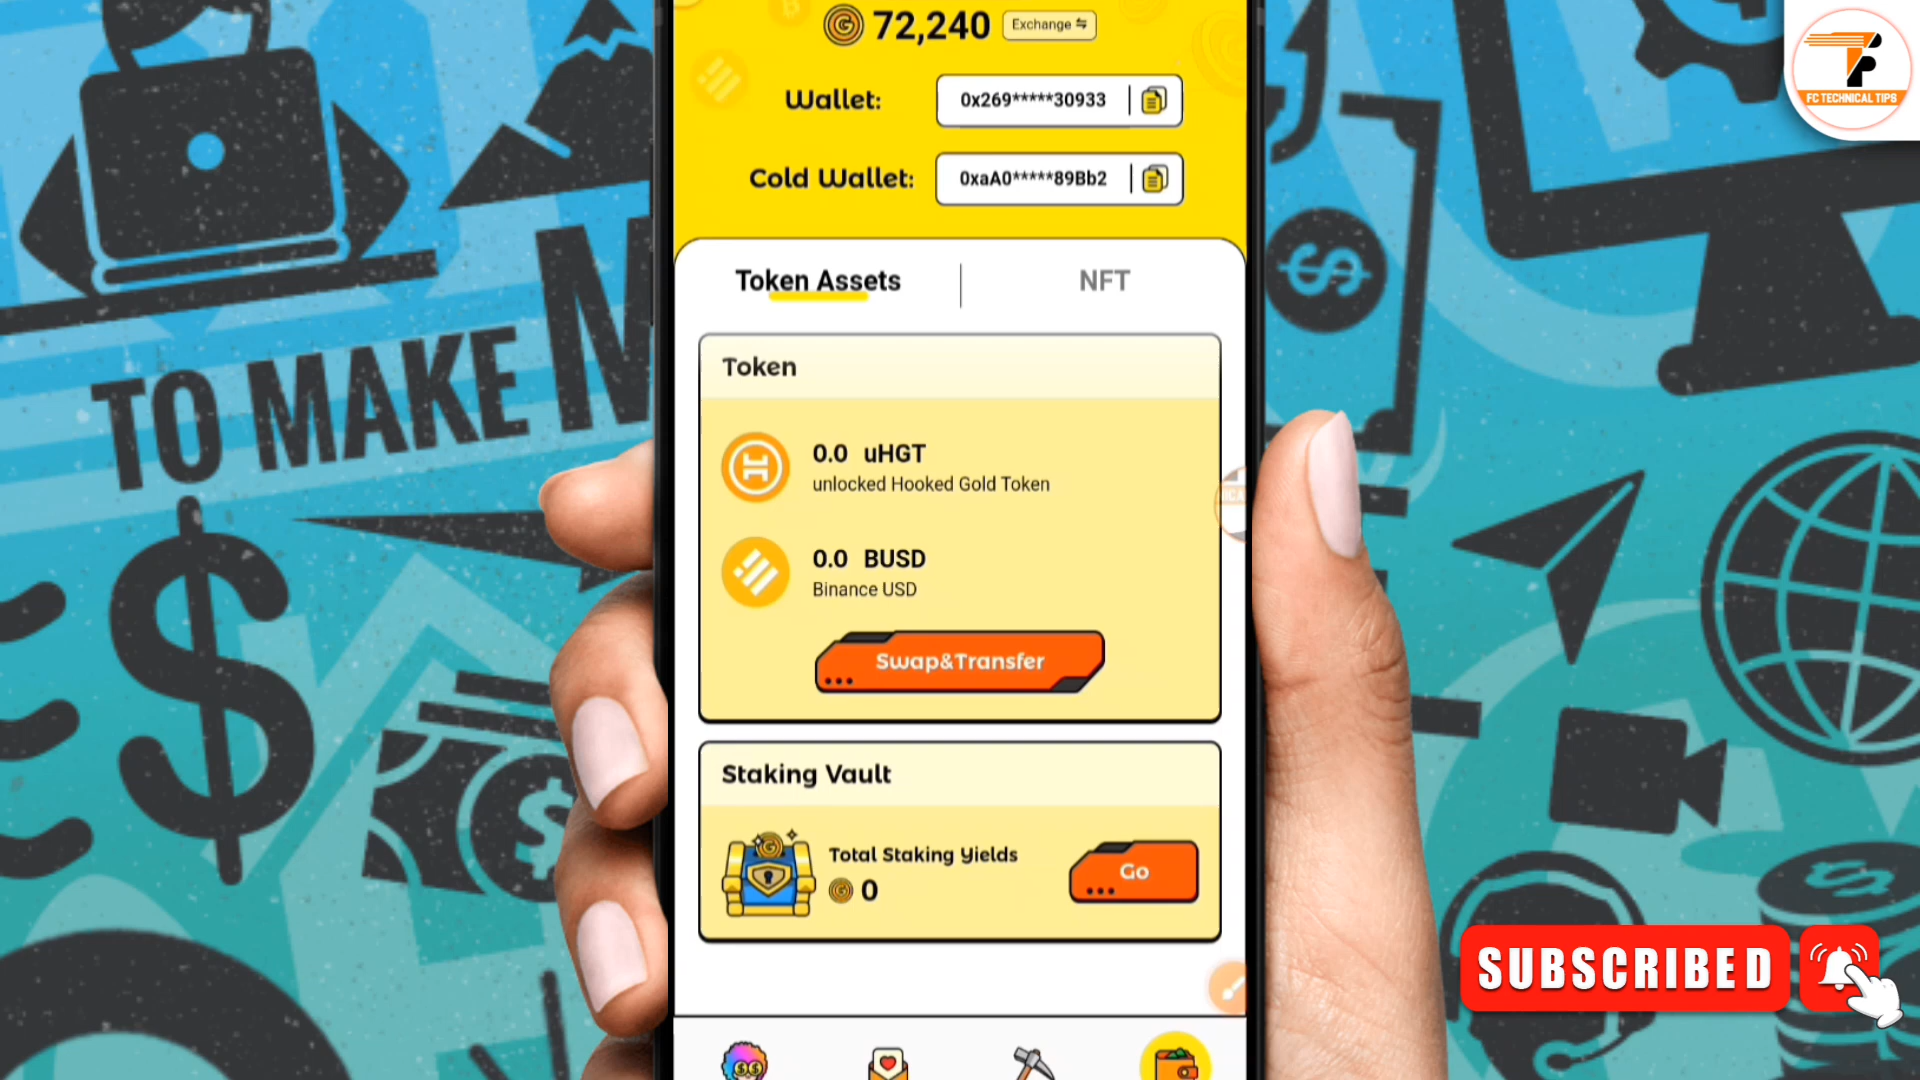 72,240
Exchange
Wallet:
0x269*****30933
Cold Wallet:
0xaA0*****89Bb2
Token Assets
NFT
Token
0.0 uHGT
unlocked Hooked Gold Token
0.0 BUSD
Binance USD
Swap&Transfer
Staking Vault
Total Staking Yields
0
Go
TO MAKE M
FC TECHNICAL TIPS
SUBSCRIBED